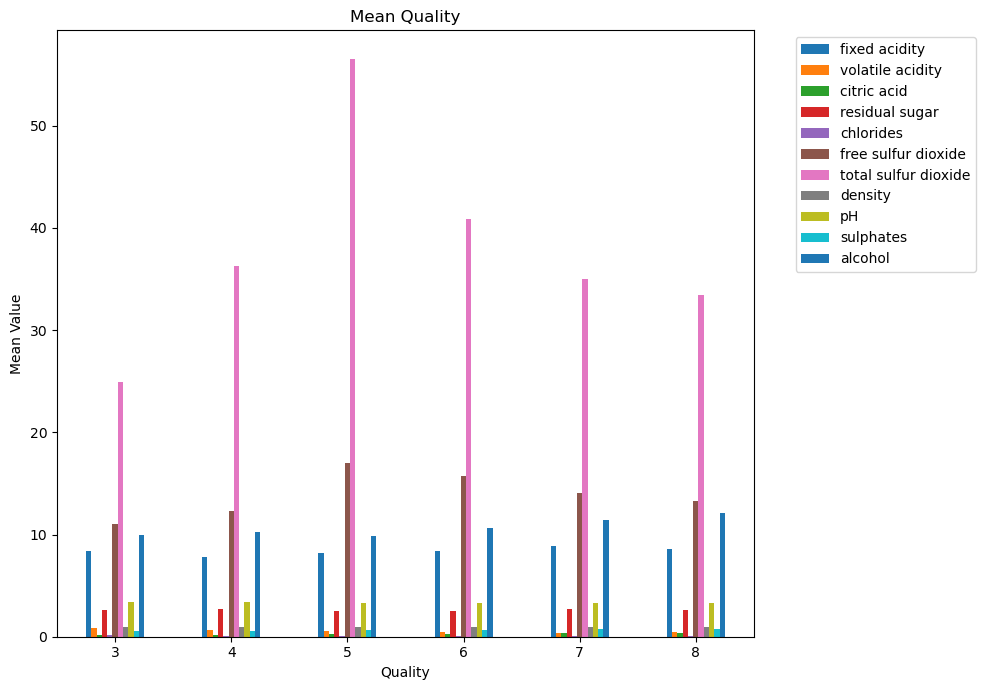 Mean Quality
Mean Value
50
40
30
20
10
0
3 4 5 6 7 8
Quality
fixed acidity
volatile acidity
citric acid
residual sugar
chlorides
free sulfur dioxide
total sulfur dioxide
density
pH
sulphates
alcohol